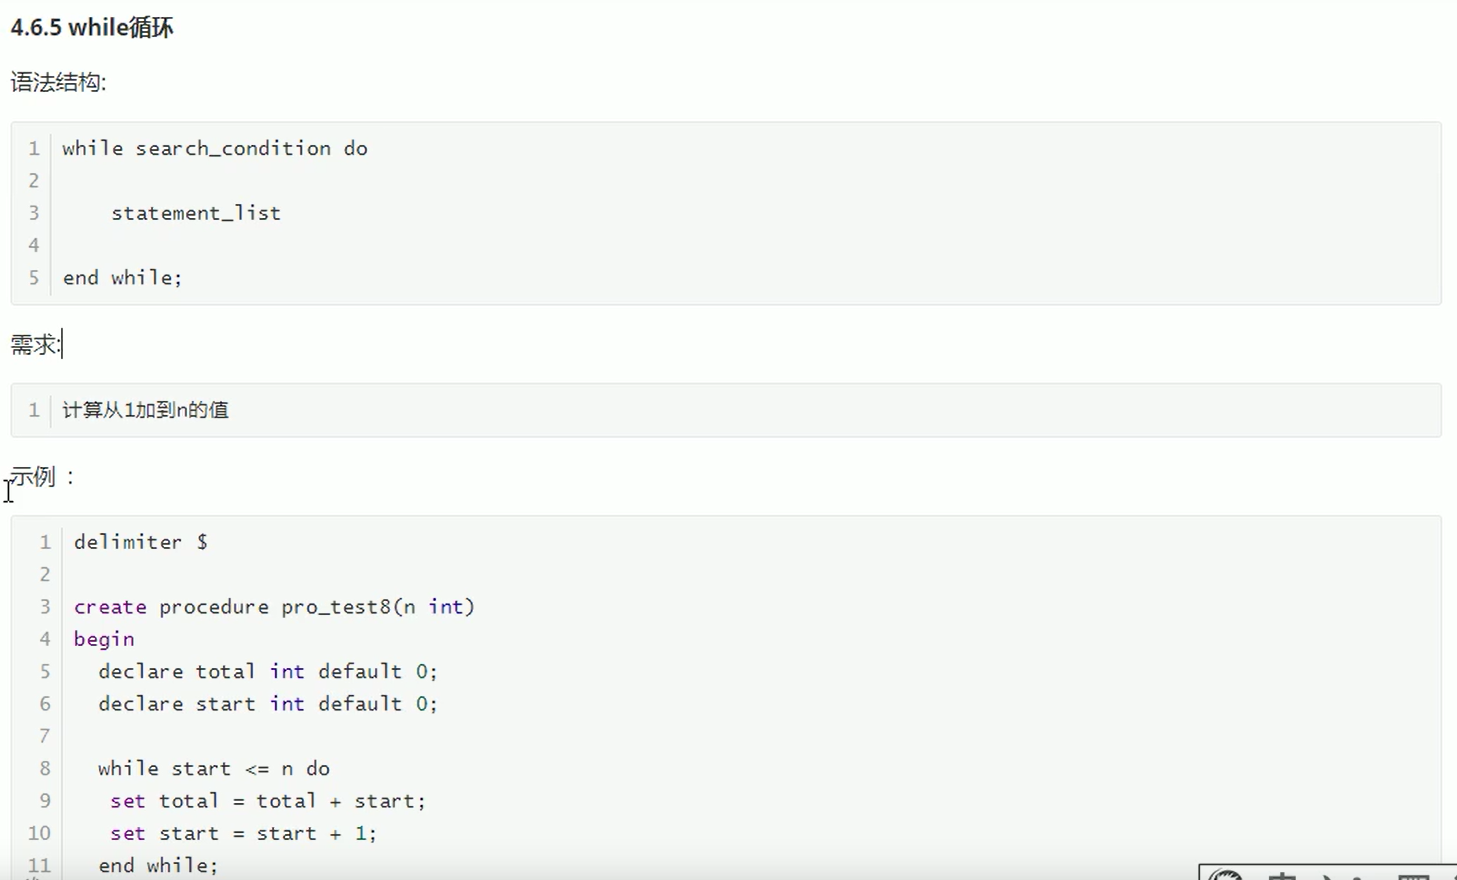 4.6.5 while循环
语法结构:
1 while search_condition do
2
3 statement_list
4
5 end while;
需求:
1 计算从1加到n的值
示例 :
1 delimiter $
2
3 create procedure pro_test8(n int)
4 begin
5 declare total int default 0;
6 declare start int default 0;
7
8 while start <= n do
9 set total = total + start;
10 set start = start + 1;
11 end while;